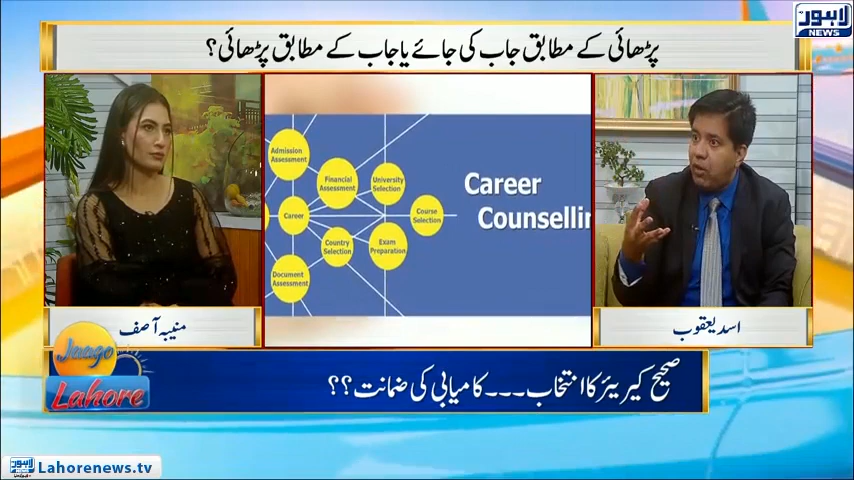 لاہور
NEWS
پڑھائی کے مطابق جاب کی جائے یا جاب کے مطابق پڑھائی؟
Admission
Assessment
Financial
Assessment
University
Selection
Career
Course
Selection
Country
Selection
Exam
Preparation
Document
Assessment
Career
Counsellin
منیبہ آصف
اسد یعقوب
Jaago
Lahore
صحیح کیریئر کا انتخاب۔۔۔کامیابی کی ضمانت؟؟
لاہور
Lahorenews.tv